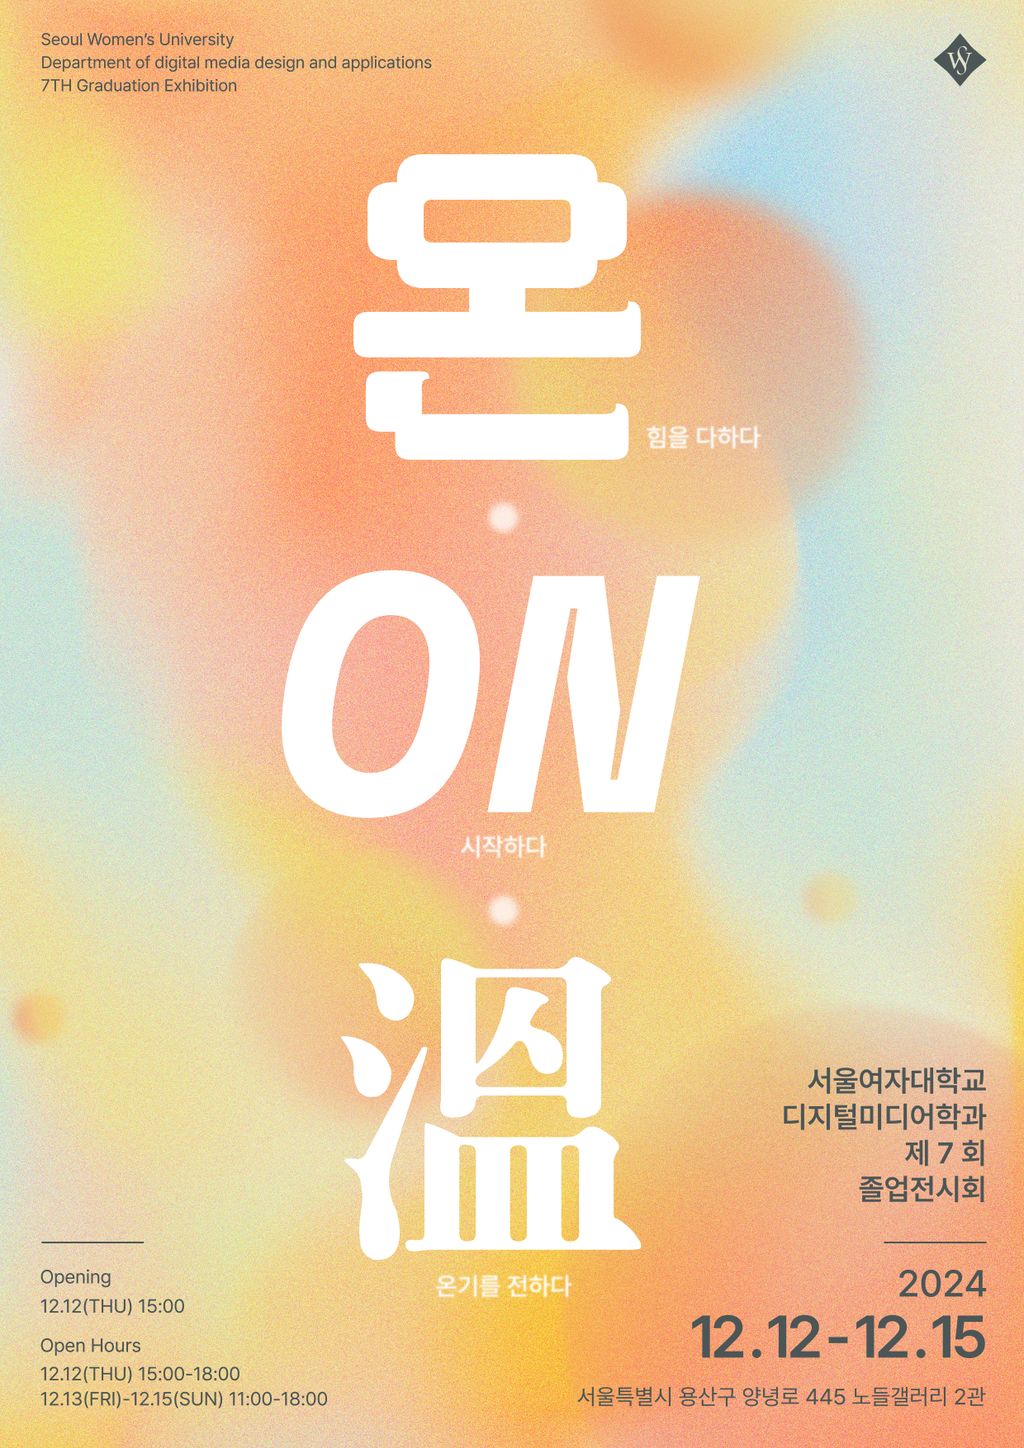 Seoul Women's University
Department of digital media design and applications
7TH Graduation Exhibition
온
힘을 다하다
ON
시작하다
溫
온기를 전하다
서울여자대학교
디지털미디어학과
제 7 회
졸업전시회
Opening
12.12(THU) 15:00
Open Hours
12.12(THU) 15:00-18:00
12.13(FRI)-12.15(SUN) 11:00-18:00
2024
12.12-12.15
서울특별시 용산구 양녕로 445 노들갤러리 2관